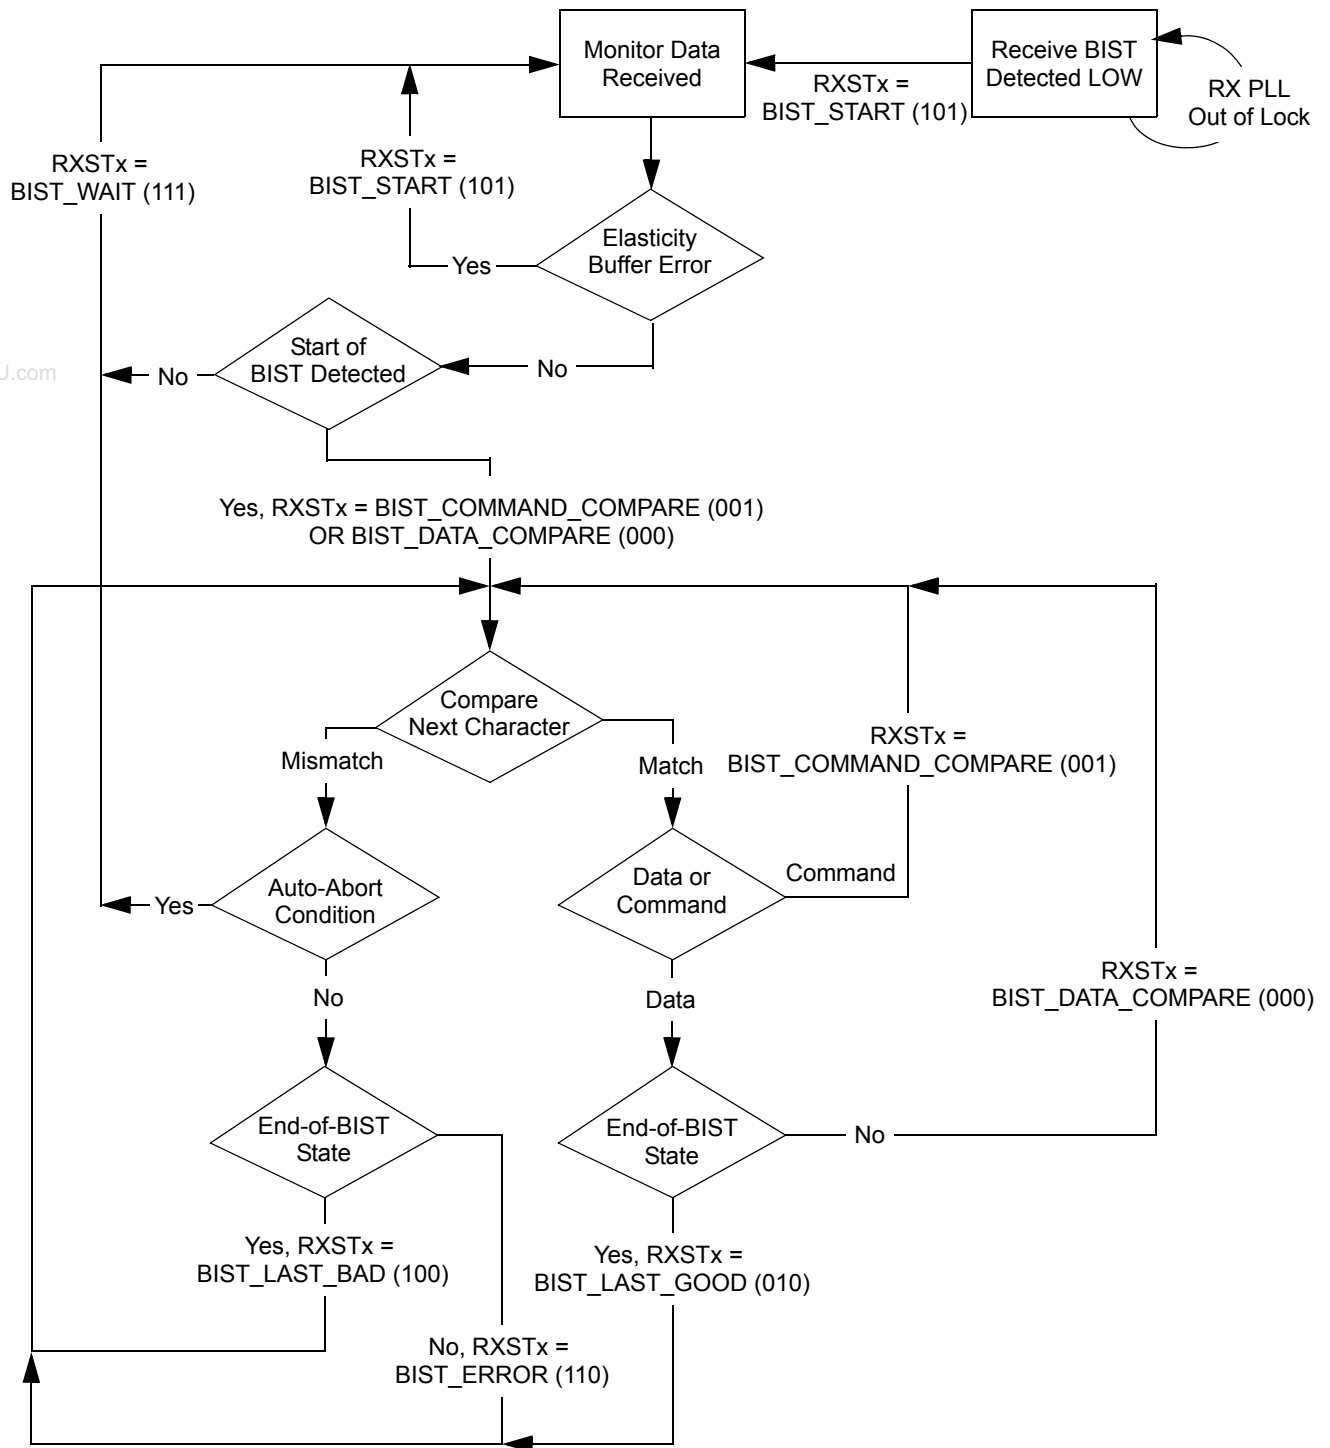 Monitor Data
Received
Receive BIST
Detected LOW
RX PLL
Out of Lock
RXSTx =
BIST_START (101)
RXSTx =
BIST_WAIT (111)
RXSTx =
BIST_START (101)
Elasticity
Buffer Error
Yes
No
Start of
BIST Detected
No
J.com
Yes, RXSTx = BIST_COMMAND_COMPARE (001)
OR BIST_DATA_COMPARE (000)
Compare
Next Character
Mismatch
Match
RXSTx =
BIST_COMMAND_COMPARE (001)
Auto-Abort
Condition
Yes
No
Data or
Command
Command
Data
RXSTx =
BIST_DATA_COMPARE (000)
End-of-BIST
State
End-of-BIST
State
No
Yes, RXSTx =
BIST_LAST_BAD (100)
Yes, RXSTx =
BIST_LAST_GOOD (010)
No, RXSTx =
BIST_ERROR (110)